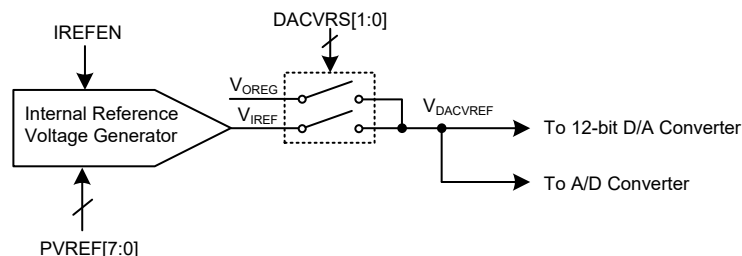 DACVRS[1:0]
IREFEN
VOREG
Internal Reference
Voltage Generator
VIREF
VDACVREF
To 12-bit D/A Converter
To A/D Converter
PVREF[7:0]